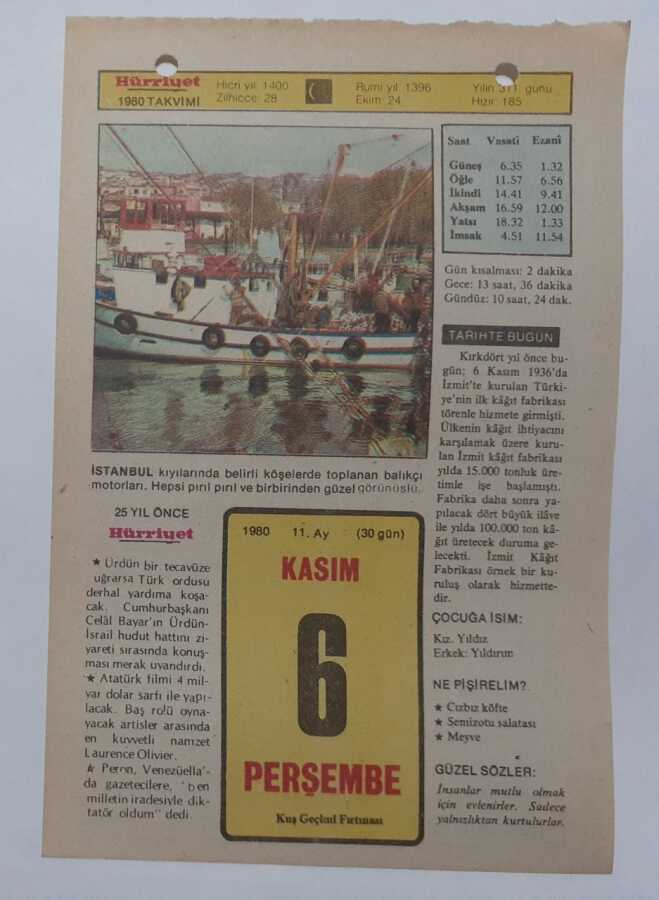 Hürriyet
1980 TAKVİMİ
Hicri yıl: 1400
Zilhicce: 28
Rumi yıl: 1396
Ekim: 24
Yılın 311. günü
Hızır: 185
Saat Vasati Ezani
Güneş 6.35 1.32
Öğle 11.57 6.56
İkindi 14.41 9.41
Akşam 16.59 12.00
Yatsı 18.32 1.33
İmsak 4.51 11.54
Gün kısalması: 2 dakika
Gece: 13 saat, 36 dakika
Gündüz: 10 saat, 24 dak.
İSTANBUL kıyılarında belirli köşelerde toplanan balıkçı
motorları. Hepsi pırıl pırıl ve birbirinden güzel görünüşlü.
TARİHTE BUGÜN
Kırkdört yıl önce bu-
gün; 6 Kasım 1936'da
İzmit'te kurulan Türki-
ye'nin ilk kâğıt fabrikası
törenle hizmete girmişti.
Ülkenin kâğıt ihtiyacını
karşılamak üzere kuru-
lan İzmit kâğıt fabrikası
yılda 15.000 tonluk üre-
timle işe başlamıştı.
Fabrika daha sonra ya-
pılacak dört büyük ilâve
ile yılda 100.000 ton kâ-
ğıt üretecek duruma ge-
lecekti. İzmit Kâğıt
Fabrikası örnek bir ku-
ruluş olarak hizmette-
dir.
25 YIL ÖNCE
Hürriyet
★ Ürdün bir tecavüze
uğrarsa Türk ordusu
derhal yardıma koşa-
cak. Cumhurbaşkanı
Celâl Bayar'ın Ürdün-
İsrail hudut hattını zi-
yareti sırasında konuş-
ması merak uyandırdı.
★ Atatürk filmi 4 mil-
yar dolar sarfı ile yapı-
lacak. Baş rolü oyna-
yacak artisler arasında
en kuvvetli namzet
Laurence Olivier.
★ Peron, Venezüella'-
da gazetecilere, "ben
milletin iradesiyle dik-
tatör oldum" dedi.
1980 11. Ay (30 gün)
KASIM
6
PERŞEMBE
Kuş Geçimi Fırtınası
ÇOCUĞA İSİM:
Kız: Yıldız
Erkek: Yıldırım
NE PİŞİRELİM?
★ Cızbız köfte
★ Semizotu salatası
★ Meyve
GÜZEL SÖZLER:
İnsanlar mutlu olmak
için evlenirler. Sadece
yalnızlıktan kurtulurlar.